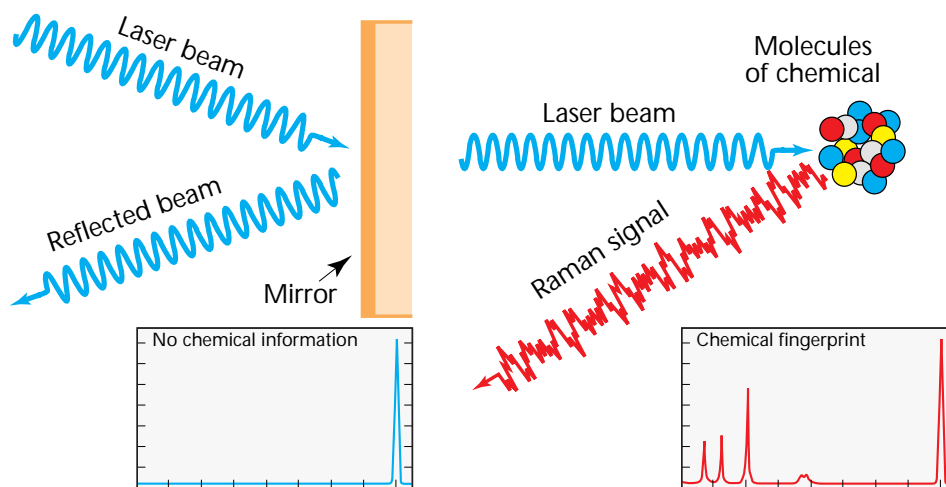 Laser beam
Reflected beam
Mirror
No chemical information
Molecules
of chemical
Laser beam
Raman signal
Chemical fingerprint